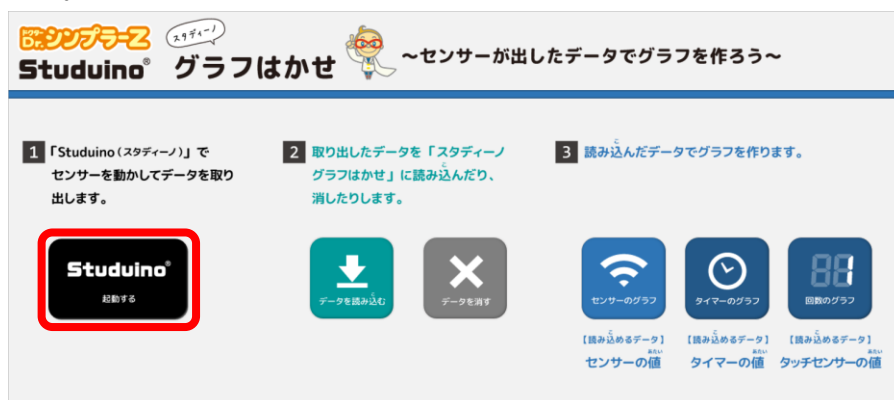 Dr.シンプラーZ
スタディーノ
Studuino® グラフはかせ ～センサーが出したデータでグラフを作ろう～
1 「Studuino（スタディーノ）」で
センサーを動かしてデータを取り
出します。
Studuino®
起動する
2 取り出したデータを「スタディーノ
グラフはかせ」に読み込んだり、
消したりします。
データを読み込む
データを消す
3 読み込んだデータでグラフを作ります。
センサーのグラフ
タイマーのグラフ
回数のグラフ
【読み込めるデータ】
センサーの値
【読み込めるデータ】
タイマーの値
【読み込めるデータ】
タッチセンサーの値